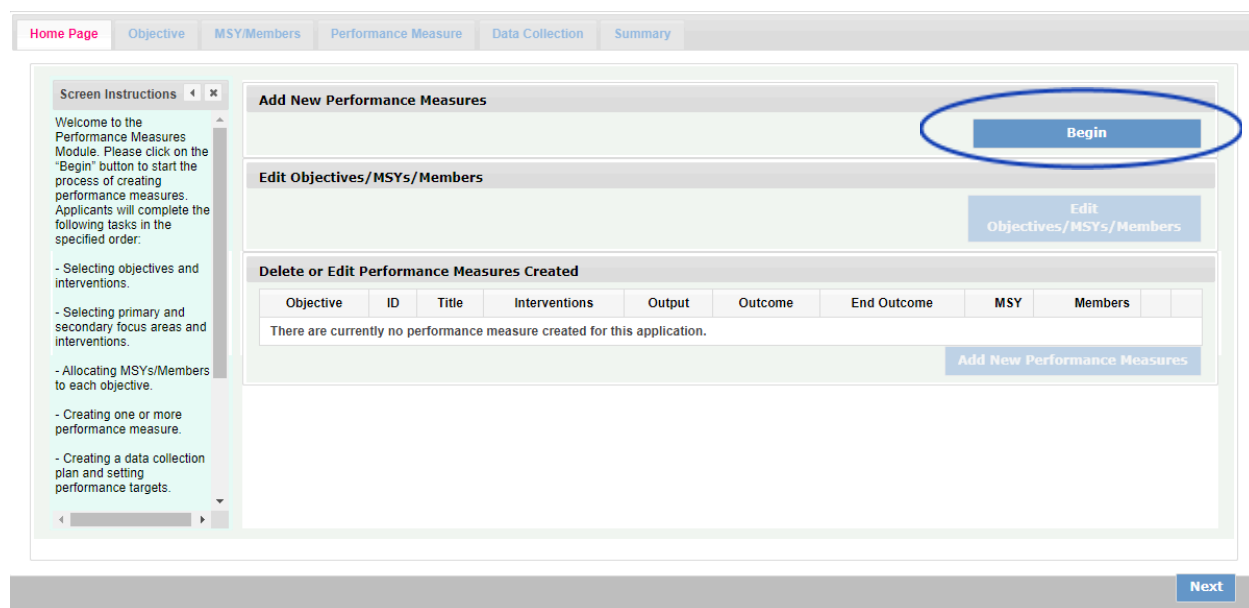 Home Page Objective MSY/Members Performance Measure Data Collection Summary
Screen Instructions
Welcome to the
Performance Measures
Module. Please click on the
"Begin" button to start the
process of creating
performance measures.
Applicants will complete the
following tasks in the
specified order:
- Selecting objectives and
interventions.
- Selecting primary and
secondary focus areas and
interventions.
- Allocating MSYs/Members
to each objective.
- Creating one or more
performance measure.
- Creating a data collection
plan and setting
performance targets.
Add New Performance Measures
Begin
Edit Objectives/MSYs/Members
Edit
Objectives/MSYs/Members
Delete or Edit Performance Measures Created
Objective ID Title Interventions Output Outcome End Outcome MSY Members
There are currently no performance measure created for this application.
Add New Performance Measures
Next